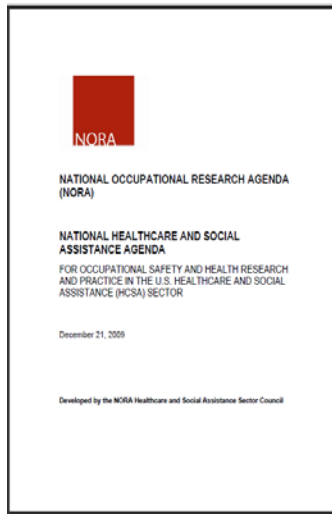 NORA
NATIONAL OCCUPATIONAL RESEARCH AGENDA
(NORA)
NATIONAL HEALTHCARE AND SOCIAL
ASSISTANCE AGENDA
FOR OCCUPATIONAL SAFETY AND HEALTH RESEARCH
AND PRACTICE IN THE U.S. HEALTHCARE AND SOCIAL
ASSISTANCE (HCSA) SECTOR
December 21, 2009
Developed by the NORA Healthcare and Social Assistance Sector Council